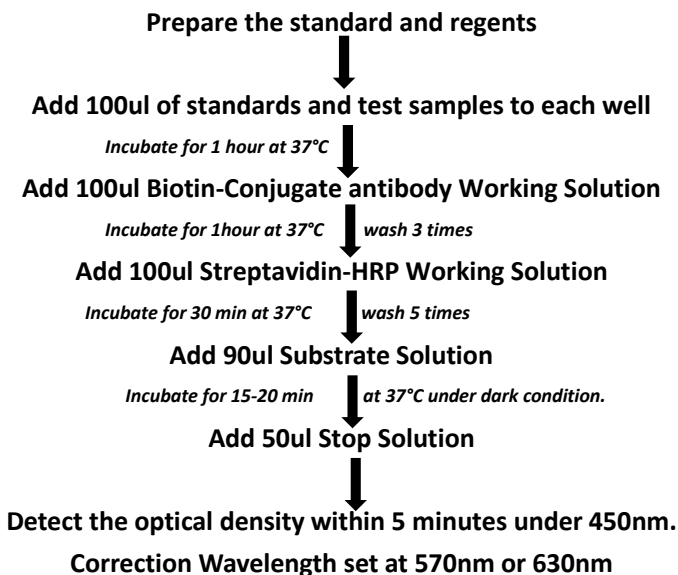 Prepare the standard and regents
Add 100ul of standards and test samples to each well
Incubate for 1 hour at 37°C
Add 100ul Biotin-Conjugate antibody Working Solution
Incubate for 1hour at 37°C wash 3 times
Add 100ul Streptavidin-HRP Working Solution
Incubate for 30 min at 37°C wash 5 times
Add 90ul Substrate Solution
Incubate for 15-20 min at 37°C under dark condition.
Add 50ul Stop Solution
Detect the optical density within 5 minutes under 450nm.
Correction Wavelength set at 570nm or 630nm